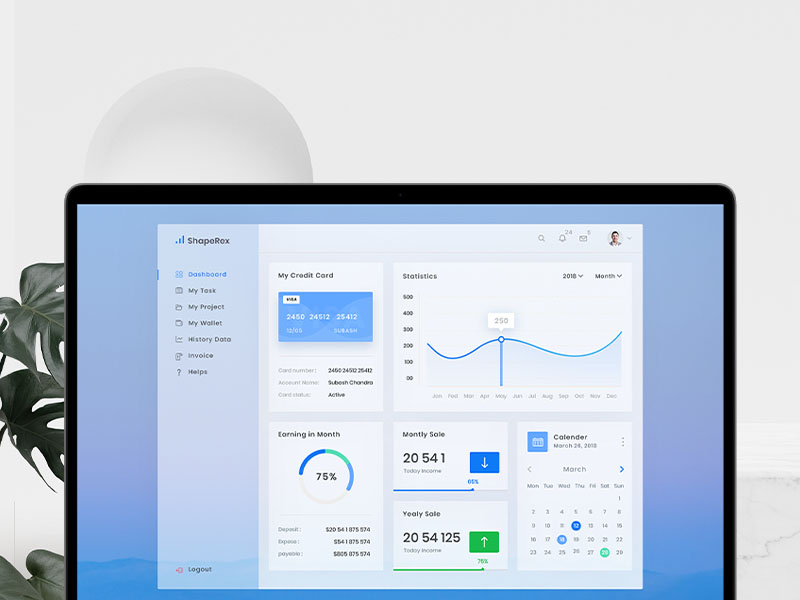 ShapeRex
24
5
Dashboard
My Task
My Project
My Wallet
History Data
Invoice
Helps
Logout
My Credit Card
VISA
2450 24512 25412
12/05
SUBASH
Card number :
2450 24512 25412
Account Name:
Subash Chandra
Card status:
Active
Statistics
2018
Month
500
400
300
200
100
00
250
Jan Feb Mar Apr May Jun Jul Aug Sep Oct Nov Dec
Earning in Month
75%
Deposit :
$20 54 1 875 574
Expese :
$54 1 875 574
payable :
$805 875 574
Montly Sale
20 54 1
Today Income
65%
Yealy Sale
20 54 125
Today Income
75%
Calender
March 26, 2018
March
Mon Tue Wed Thu Fri Sat Sun
1
2 3 4 5 6 7 8
9 10 11 12 13 14 15
16 17 18 19 20 21 22
23 24 25 26 27 28 29